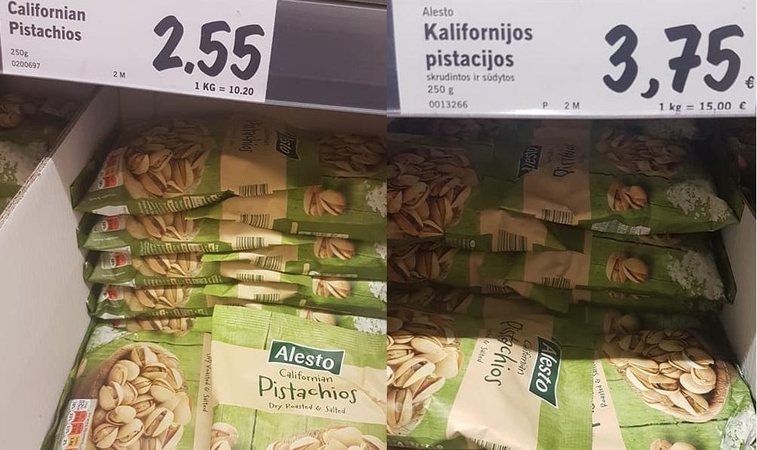 Californian
Pistachios
2.55
250g
0200697
2 M
1 KG = 10.20
Alesto
Kalifornijos
pistacijos
skrudintos ir sūdytos
250 g
0013266
3,75 €
P 2 M
1 kg = 15,00 €
Alesto
Alesto
Californian
Pistachios
Dry Roasted & Salted
Alesto
Californian
Pistachios